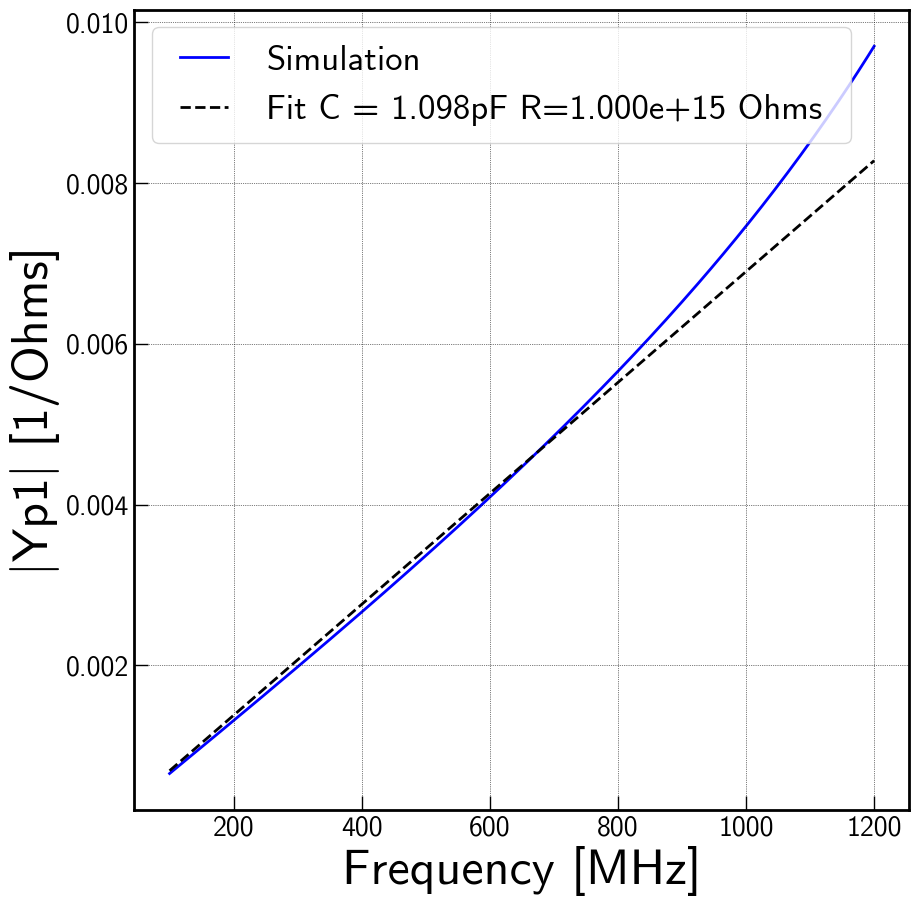 0.010
Simulation
Fit C = 1.098pF R=1.000e+15 Ohms
0.008
0.006
0.004
0.002
|Yp1| [1/Ohms]
200 400 600 800 1000 1200
Frequency [MHz]